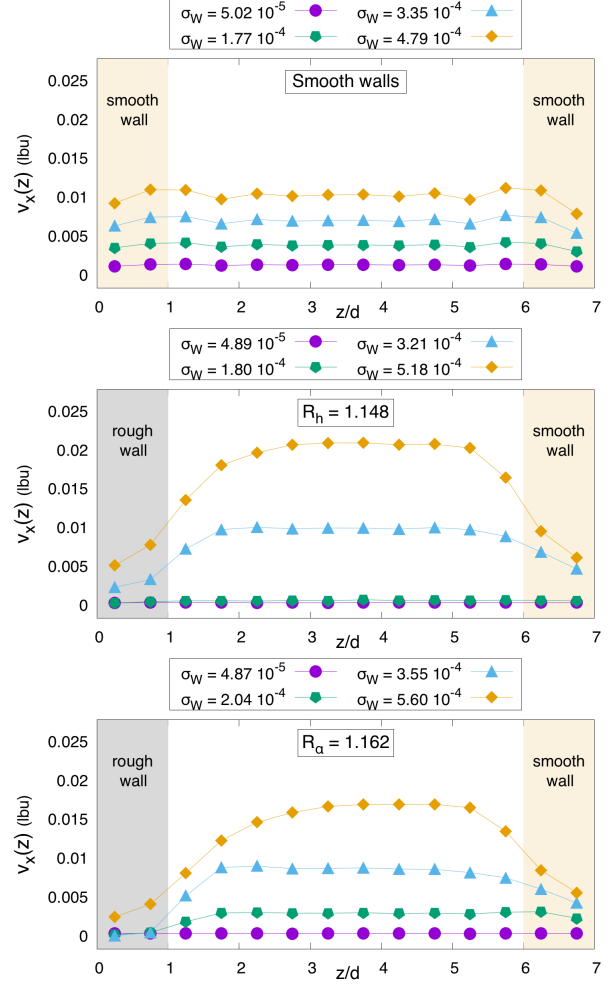 σW = 5.02 10-5 σW = 3.35 10-4
σW = 1.77 10-4 σW = 4.79 10-4
0.025
0.02
0.015
0.01
0.005
0
vx(z) (lbu)
smooth
wall
Smooth walls
smooth
wall
0 1 2 3 4 5 6 7
z/d
σW = 4.89 10-5 σW = 3.21 10-4
σW = 1.80 10-4 σW = 5.18 10-4
0.025
0.02
0.015
0.01
0.005
0
vx(z) (lbu)
rough
wall
Rh = 1.148
smooth
wall
0 1 2 3 4 5 6 7
z/d
σW = 4.87 10-5 σW = 3.55 10-4
σW = 2.04 10-4 σW = 5.60 10-4
0.025
0.02
0.015
0.01
0.005
0
vx(z) (lbu)
rough
wall
Rα = 1.162
smooth
wall
0 1 2 3 4 5 6 7
z/d